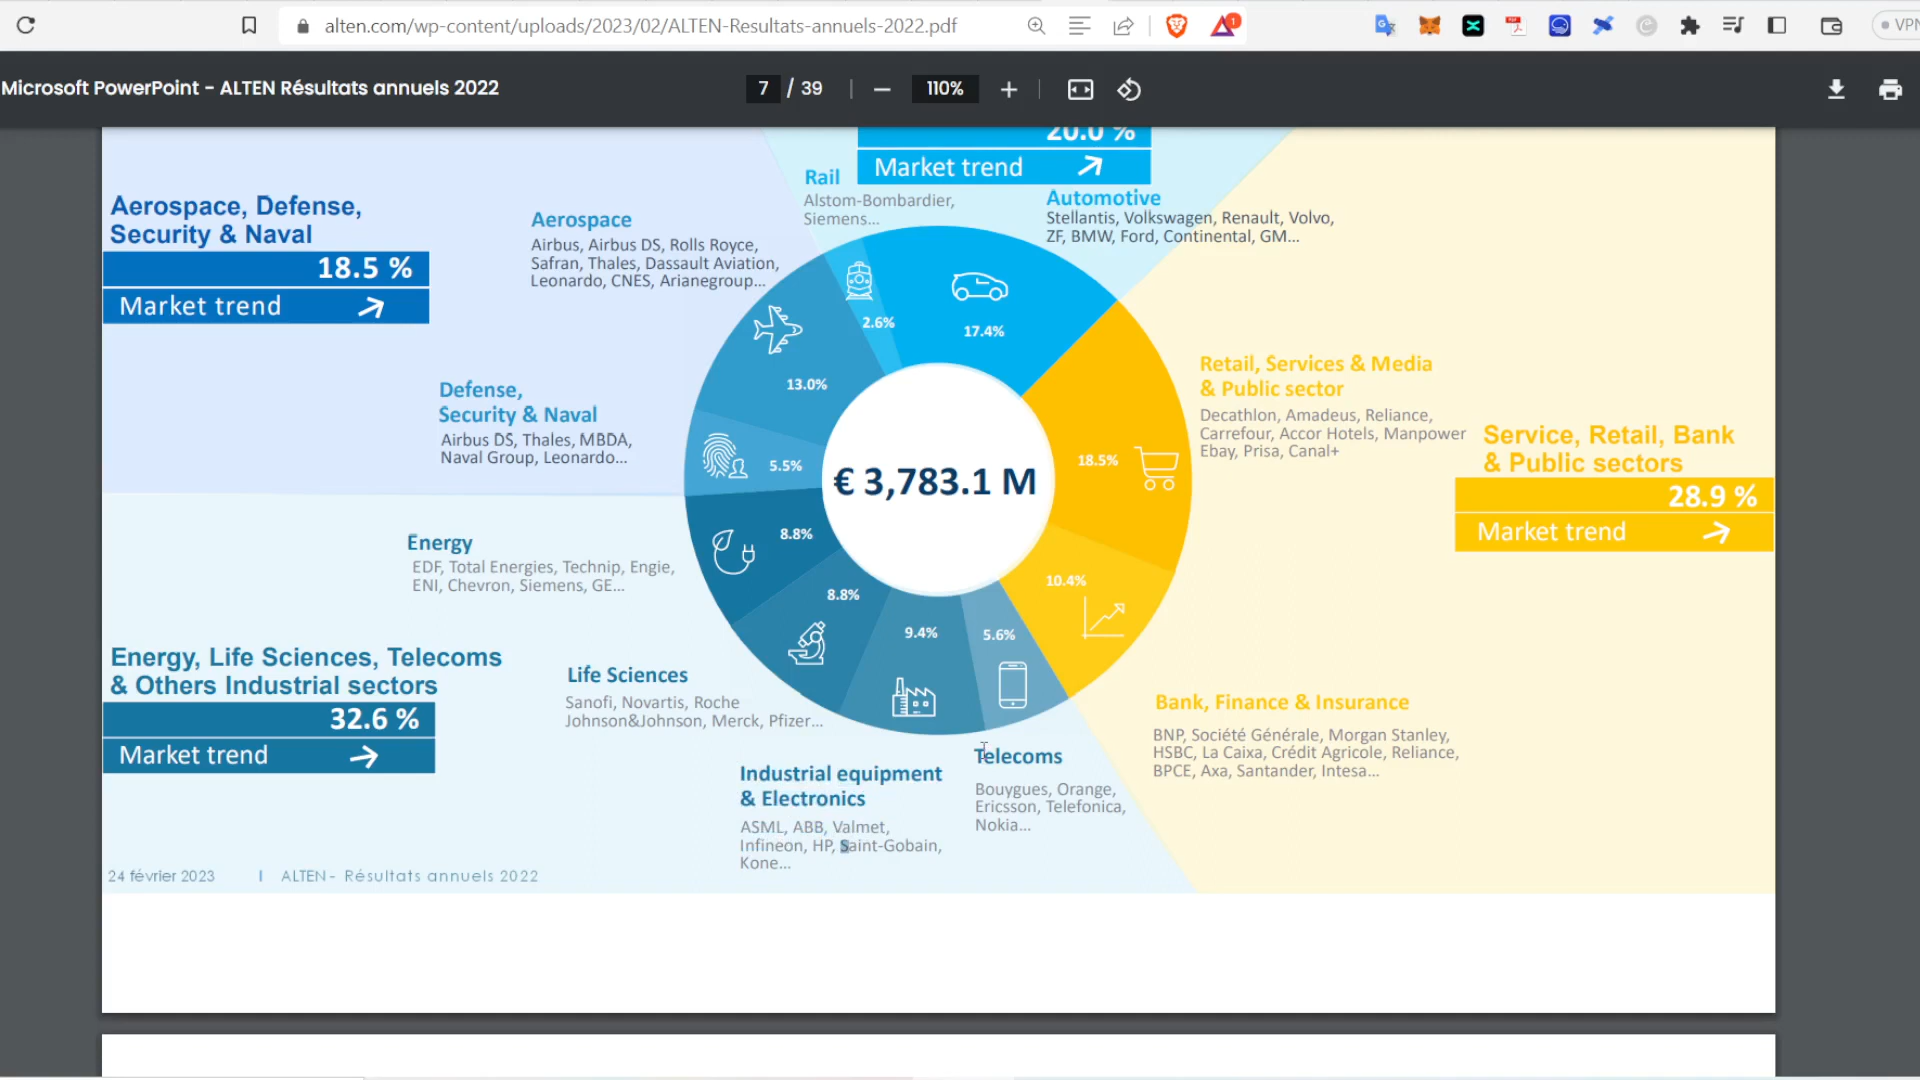 alten.com/wp-content/uploads/2023/02/ALTEN-Resultats-annuels-2022.pdf
1
VPN
Microsoft PowerPoint - ALTEN Résultats annuels 2022
7 / 39
110%
20.0 %
Market trend
Aerospace, Defense,
Security & Naval
18.5 %
Market trend
Aerospace
Airbus, Airbus DS, Rolls Royce,
Safran, Thales, Dassault Aviation,
Leonardo, CNES, Arianegroup...
Rail
Alstom-Bombardier,
Siemens...
Automotive
Stellantis, Volkswagen, Renault, Volvo,
ZF, BMW, Ford, Continental, GM...
2.6%
17.4%
13.0%
5.5%
8.8%
8.8%
9.4%
5.6%
10.4%
18.5%
€ 3,783.1 M
Defense,
Security & Naval
Airbus DS, Thales, MBDA,
Naval Group, Leonardo...
Retail, Services & Media
& Public sector
Decathlon, Amadeus, Reliance,
Carrefour, Accor Hotels, Manpower
Ebay, Prisa, Canal+
Service, Retail, Bank
& Public sectors
28.9 %
Market trend
Energy
EDF, Total Energies, Technip, Engie,
ENI, Chevron, Siemens, GE...
Energy, Life Sciences, Telecoms
& Others Industrial sectors
32.6 %
Market trend
Life Sciences
Sanofi, Novartis, Roche
Johnson&Johnson, Merck, Pfizer...
Industrial equipment
& Electronics
ASML, ABB, Valmet,
Infineon, HP, Saint-Gobain,
Kone...
Telecoms
Bouygues, Orange,
Ericsson, Telefonica,
Nokia...
Bank, Finance & Insurance
BNP, Société Générale, Morgan Stanley,
HSBC, La Caixa, Crédit Agricole, Reliance,
BPCE, Axa, Santander, Intesa...
24 février 2023 I ALTEN - Résultats annuels 2022